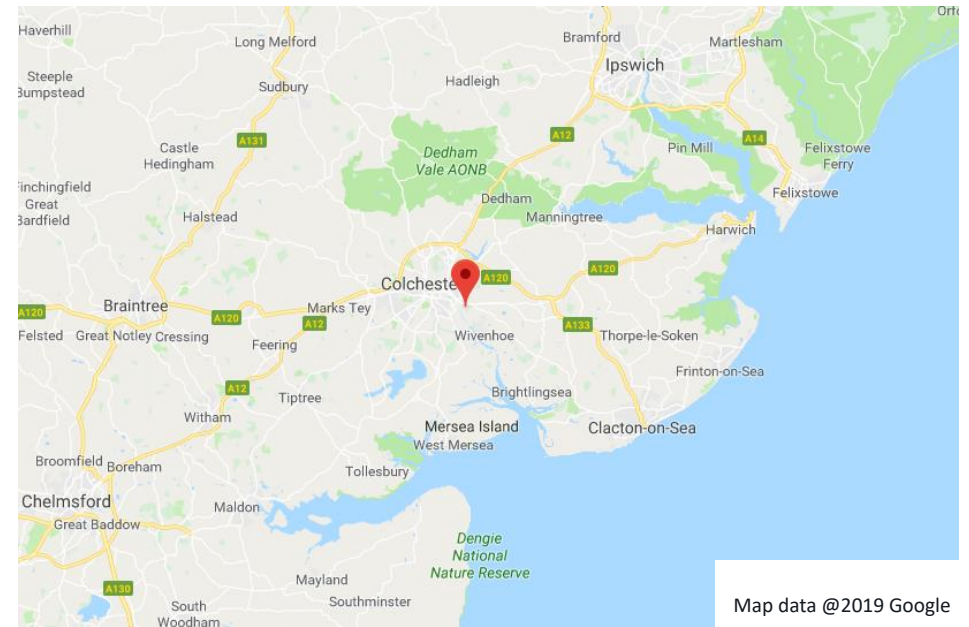 Haverhill
Long Melford
Bramford
Martlesham
Orfo
Ipswich
Steeple
Bumpstead
Sudbury
Hadleigh
A131
A12
A14
Castle
Hedingham
Dedham
Vale AONB
Pin Mill
Felixstowe
Ferry
Finchingfield
Great
Bardfield
Halstead
Dedham
Manningtree
Felixstowe
Harwich
Colcheste
A120
A120
Braintree
Marks Tey
A120
A120
A12
A133
Felsted
Great Notley
Cressing
Feering
Wivenhoe
Thorpe-le-Soken
Frinton-on-Sea
A12
Tiptree
Brightlingsea
Witham
Mersea Island
West Mersea
Clacton-on-Sea
Broomfield
Boreham
Tollesbury
Chelmsford
Maldon
Great Baddow
Dengie
National
Nature Reserve
A130
Mayland
South
Woodham
Southminster
Map data @2019 Google